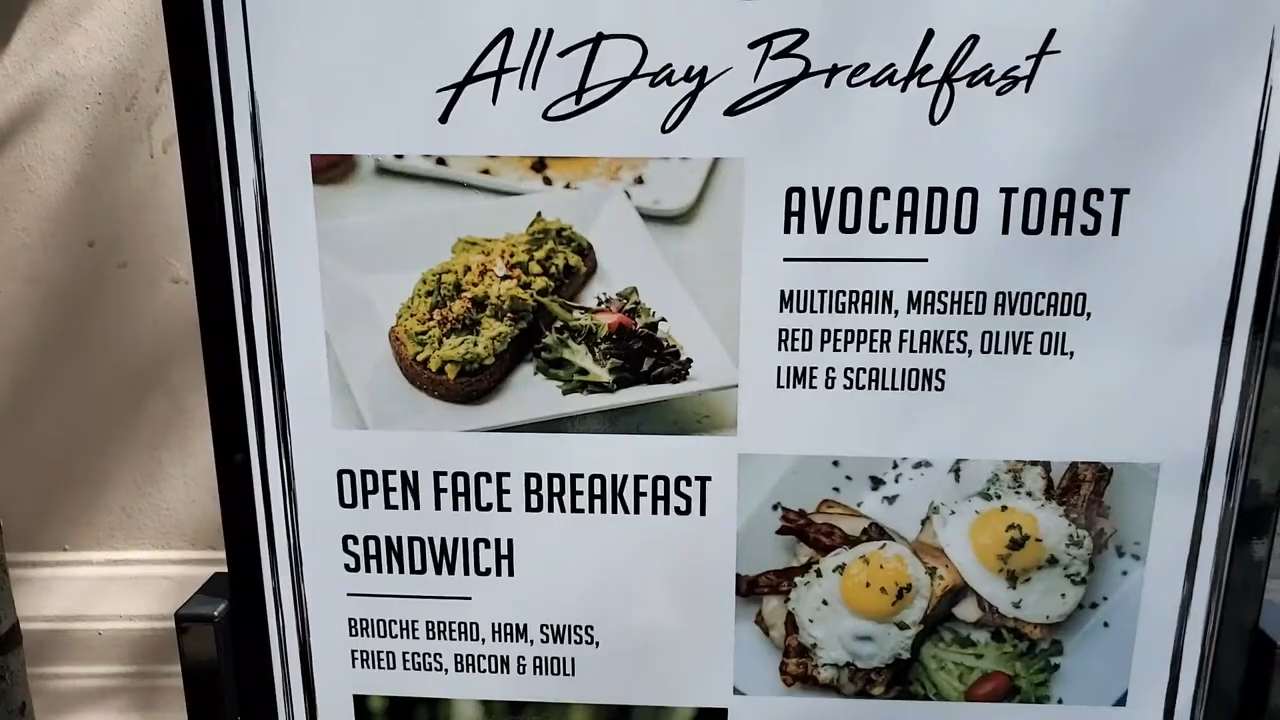 All Day Breakfast
AVOCADO TOAST
MULTIGRAIN, MASHED AVOCADO,
RED PEPPER FLAKES, OLIVE OIL,
LIME & SCALLIONS
OPEN FACE BREAKFAST
SANDWICH
BRIOCHE BREAD, HAM, SWISS,
FRIED EGGS, BACON & AIOLI